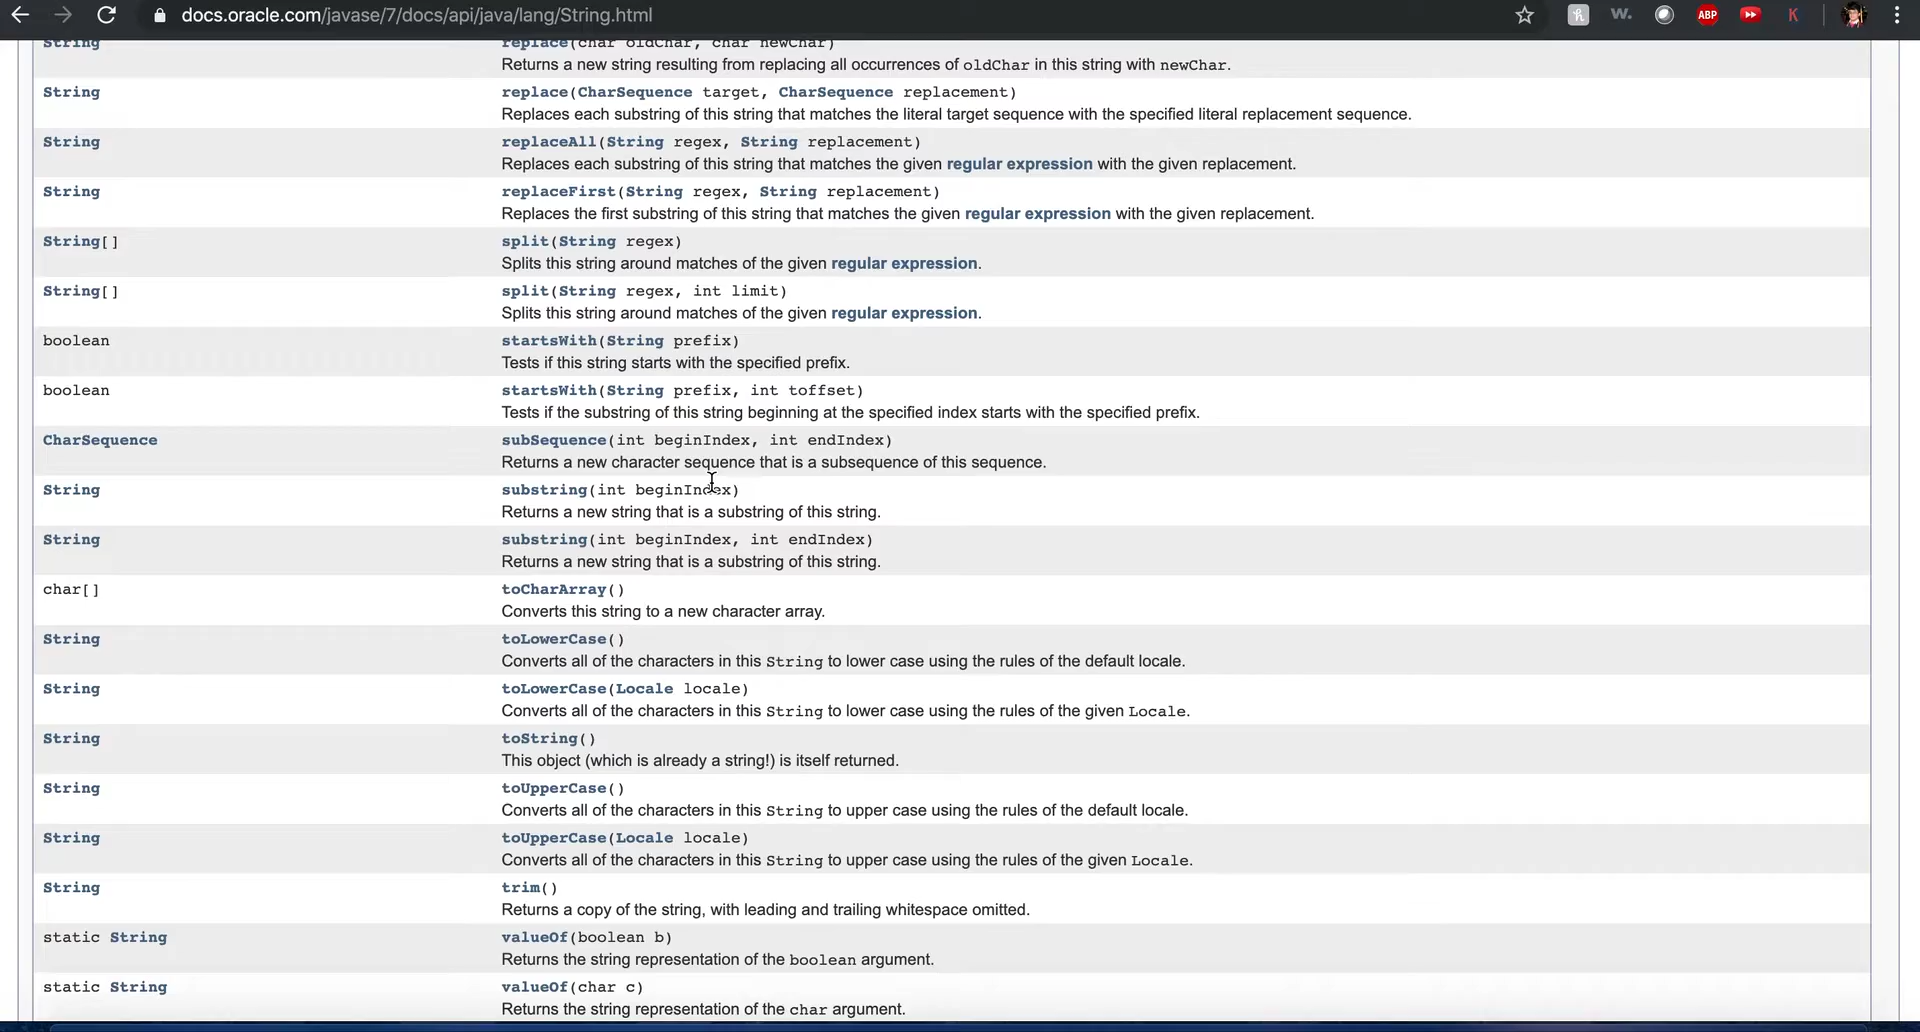 docs.oracle.com/javase/7/docs/api/java/lang/String.html
W.
ABP
K
String replace(char oldChar, char newChar)
Returns a new string resulting from replacing all occurrences of oldChar in this string with newChar.
String replace(CharSequence target, CharSequence replacement)
Replaces each substring of this string that matches the literal target sequence with the specified literal replacement sequence.
String replaceAll(String regex, String replacement)
Replaces each substring of this string that matches the given regular expression with the given replacement.
String replaceFirst(String regex, String replacement)
Replaces the first substring of this string that matches the given regular expression with the given replacement.
String[] split(String regex)
Splits this string around matches of the given regular expression.
String[] split(String regex, int limit)
Splits this string around matches of the given regular expression.
boolean startsWith(String prefix)
Tests if this string starts with the specified prefix.
boolean startsWith(String prefix, int toffset)
Tests if the substring of this string beginning at the specified index starts with the specified prefix.
CharSequence subSequence(int beginIndex, int endIndex)
Returns a new character sequence that is a subsequence of this sequence.
String substring(int beginIndex)
Returns a new string that is a substring of this string.
String substring(int beginIndex, int endIndex)
Returns a new string that is a substring of this string.
char[] toCharArray()
Converts this string to a new character array.
String toLowerCase()
Converts all of the characters in this String to lower case using the rules of the default locale.
String toLowerCase(Locale locale)
Converts all of the characters in this String to lower case using the rules of the given Locale.
String toString()
This object (which is already a string!) is itself returned.
String toUpperCase()
Converts all of the characters in this String to upper case using the rules of the default locale.
String toUpperCase(Locale locale)
Converts all of the characters in this String to upper case using the rules of the given Locale.
String trim()
Returns a copy of the string, with leading and trailing whitespace omitted.
static String valueOf(boolean b)
Returns the string representation of the boolean argument.
static String valueOf(char c)
Returns the string representation of the char argument.